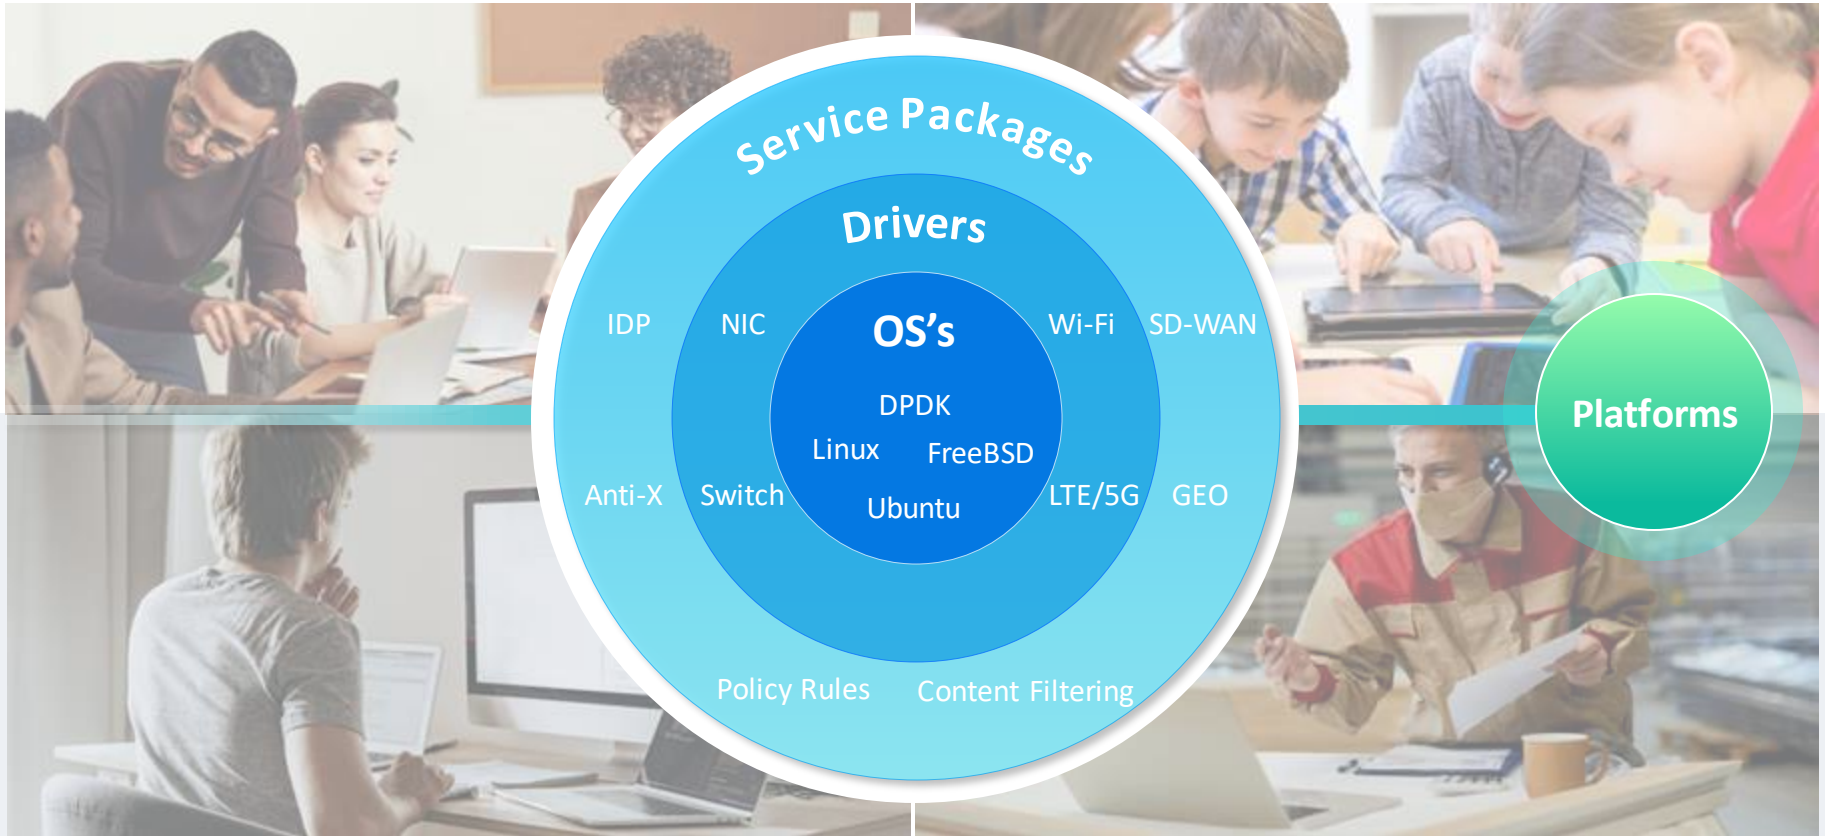 Service Packages
Drivers
OS's
IDP
NIC
Wi-Fi
SD-WAN
DPDK
Platforms
Linux
FreeBSD
Anti-X
Switch
Ubuntu
LTE/5G
GEO
Policy Rules
Content Filtering